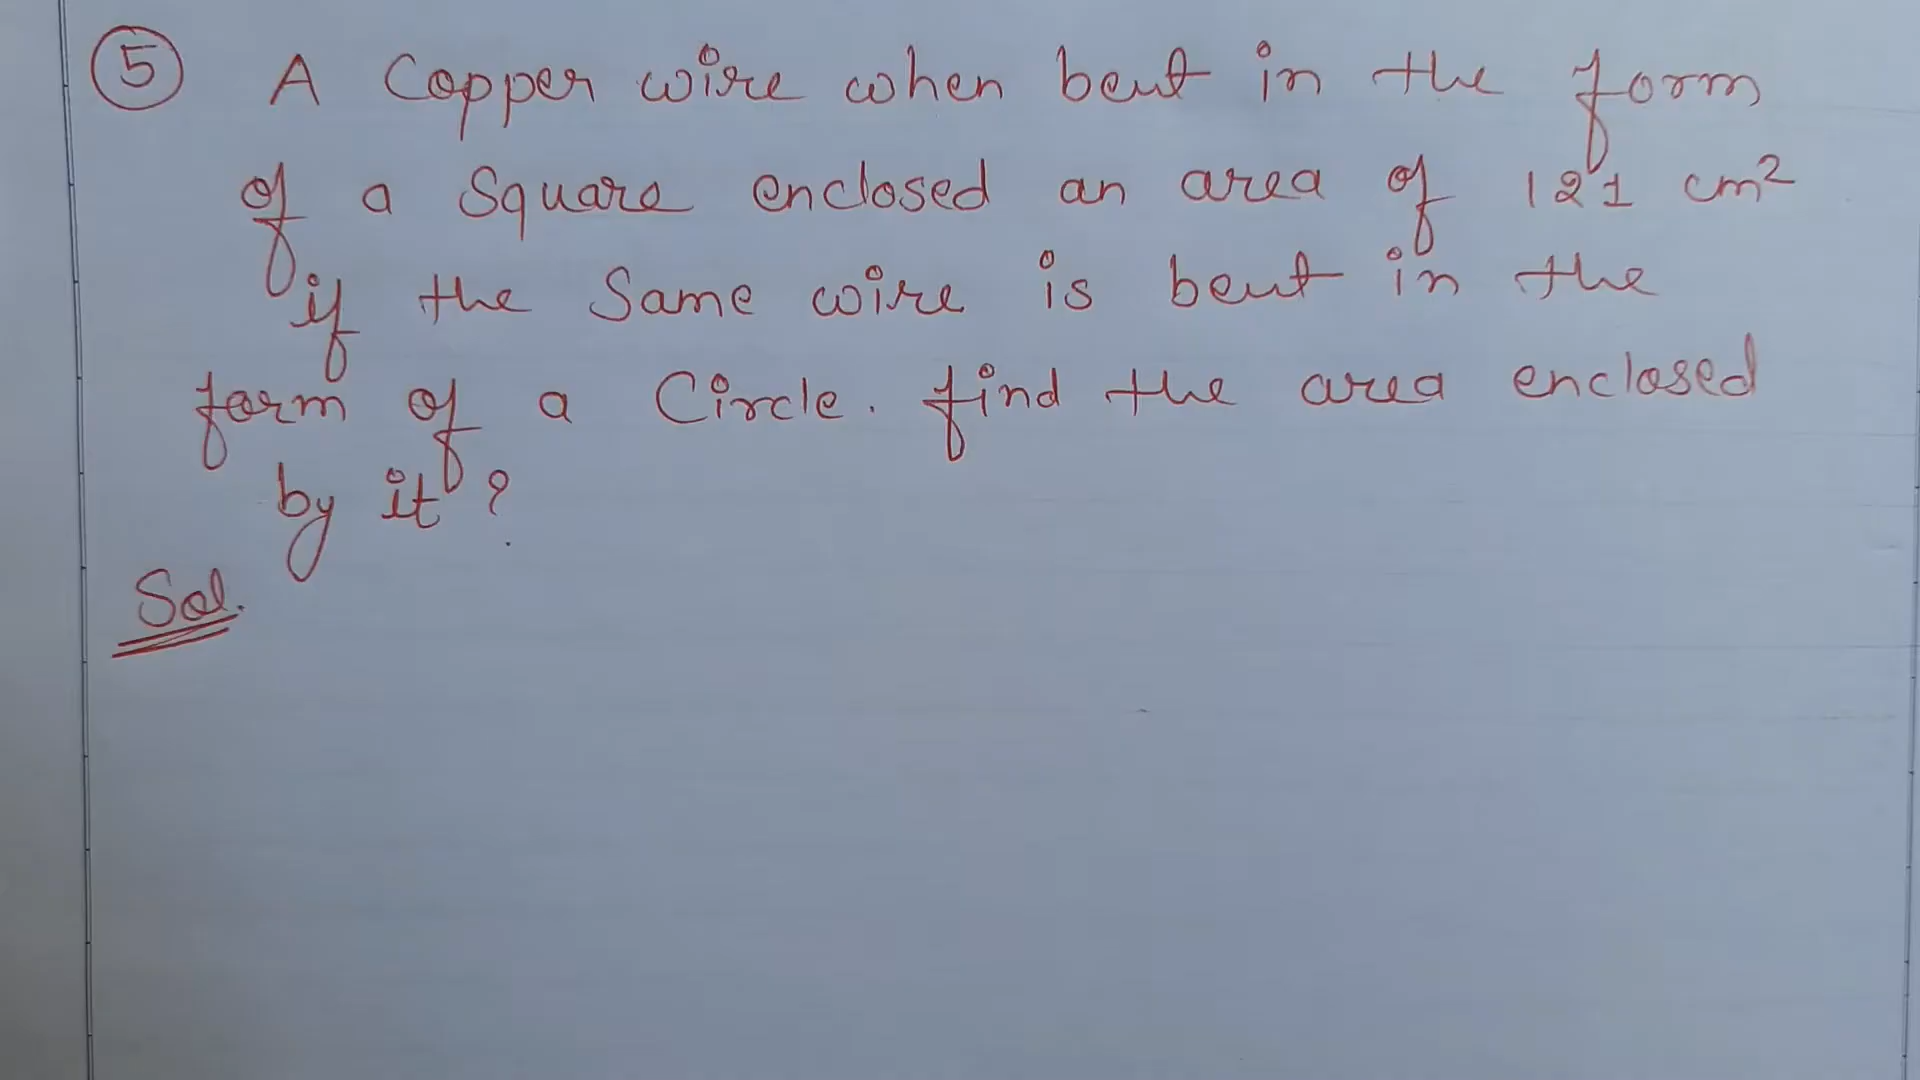 5 A Copper wire when bent in the form
of a Square enclosed an area of 121 cm²
if the Same wire is bent in the
form of a Circle. find the area enclosed
by it ?
Sol.